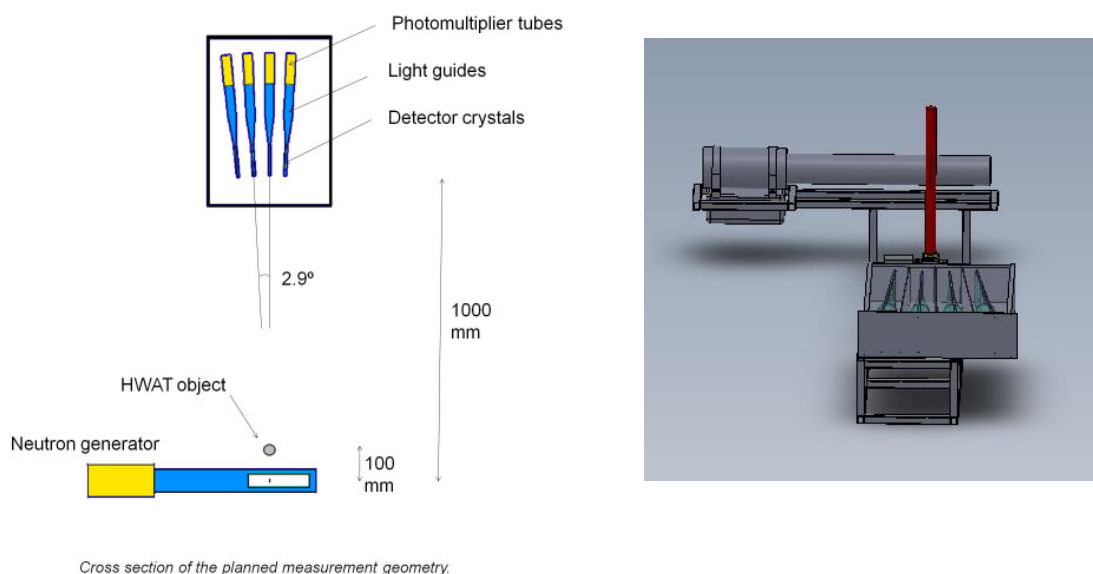 Photomultiplier tubes
Light guides
Detector crystals
2.9º
1000
mm
HWAT object
Neutron generator
100
mm
Cross section of the planned measurement geometry.